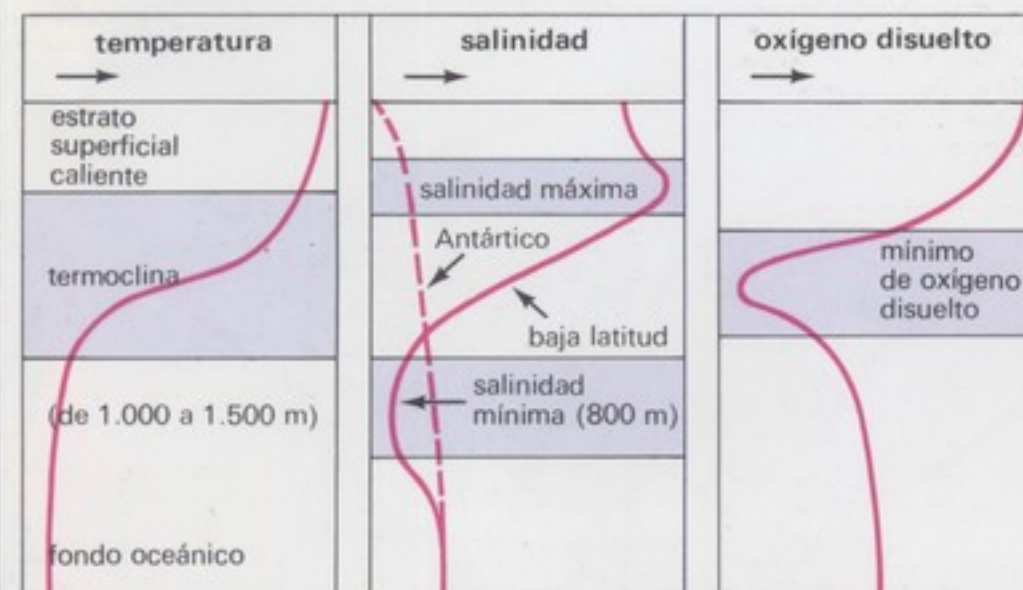 temperatura
estrato
superficial
caliente
termoclina
(de 1.000 a 1.500 m)
fondo oceánico
salinidad
salinidad máxima
Antártico
baja latitud
salinidad
mínima (800 m)
oxígeno disuelto
mínimo
de oxígeno
disuelto